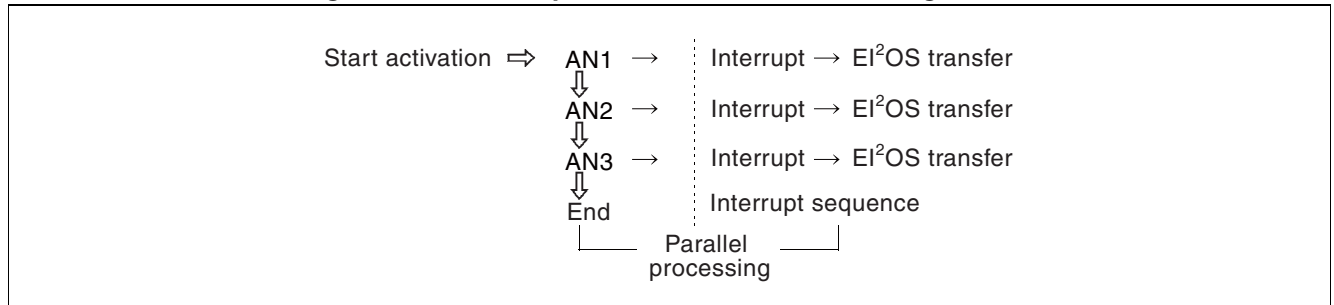 Start activation ⇨ AN1 → Interrupt → EI²OS transfer
AN2 → Interrupt → EI²OS transfer
AN3 → Interrupt → EI²OS transfer
End Interrupt sequence
Parallel
processing